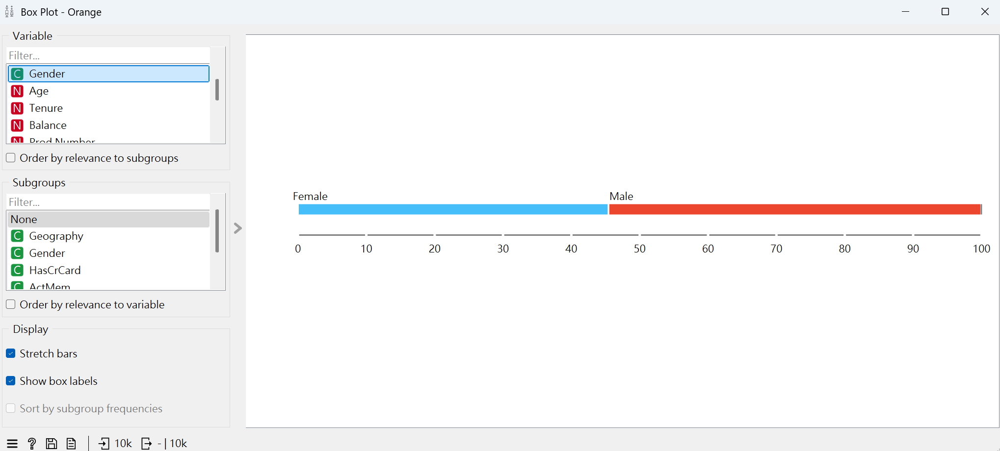 Box Plot - Orange
Variable
Filter...
C Gender
N Age
N Tenure
N Balance
N Prod Number
Order by relevance to subgroups
Subgroups
Filter...
None
C Geography
C Gender
C HasCrCard
C ActMem
Order by relevance to variable
Display
Stretch bars
Show box labels
Sort by subgroup frequencies
Female Male
0 10 20 30 40 50 60 70 80 90 100
? 10k - | 10k